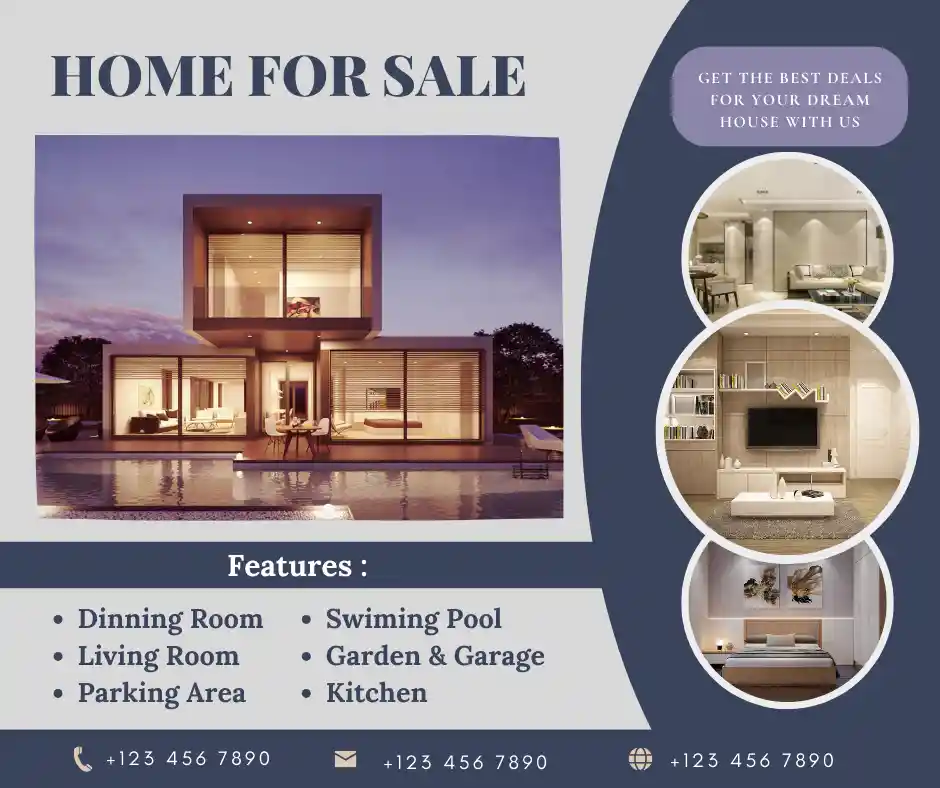 HOME FOR SALE
GET THE BEST DEALS
FOR YOUR DREAM
HOUSE WITH US
Features :
• Dinning Room
• Living Room
• Parking Area
• Swiming Pool
• Garden & Garage
• Kitchen
+123 456 7890
+123 456 7890
+123 456 7890